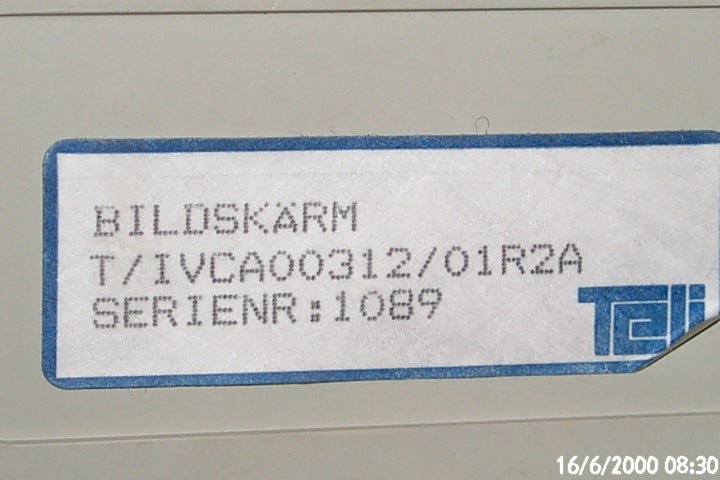 BILDSKÄRM
T/IVCA00312/01R2A
SERIENR:1089
Teli
16/6/2000 08:30